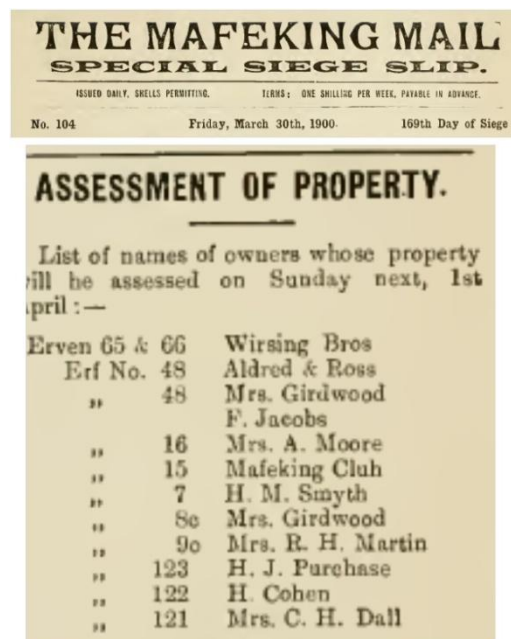 THE MAFEKING MAIL
SPECIAL SIEGE SLIP.
ISSUED DAILY, SHELLS PERMITTING. TERMS: ONE SHILLING PER WEEK, PAYABLE IN ADVANCE.
No. 104 Friday, March 30th, 1900. 169th Day of Siege
ASSESSMENT OF PROPERTY.
List of names of owners whose property
ill be assessed on Sunday next, 1st
pril :—
Erven 65 & 66 Wirsing Bros
Erf No. 48 Aldred & Ross
„ 48 Mrs. Girdwood
F. Jacobs
„ 16 Mrs. A. Moore
„ 15 Mafeking Cluh
„ 7 H. M. Smyth
„ 8c Mrs. Girdwood
„ 9o Mrs. R. H. Martin
„ 123 H. J. Purchase
„ 122 H. Cohen
„ 121 Mrs. C. H. Dall